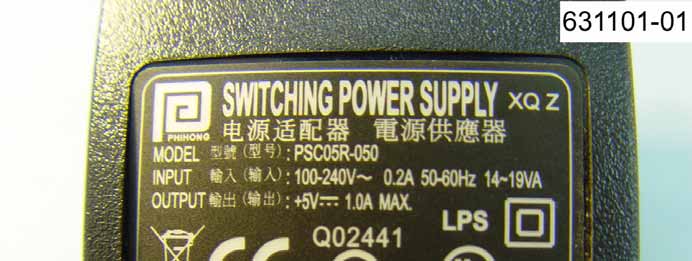 631101-01
SWITCHING POWER SUPPLY XQ Z
PHIHONG 电源适配器 電源供應器
MODEL 型號 (型号) : PSC05R-050
INPUT 輸入 (输入) : 100-240V～ 0.2A 50-60Hz 14~19VA
OUTPUT 輸出 (输出) : +5V⎓ 1.0A MAX.
LPS
Q02441